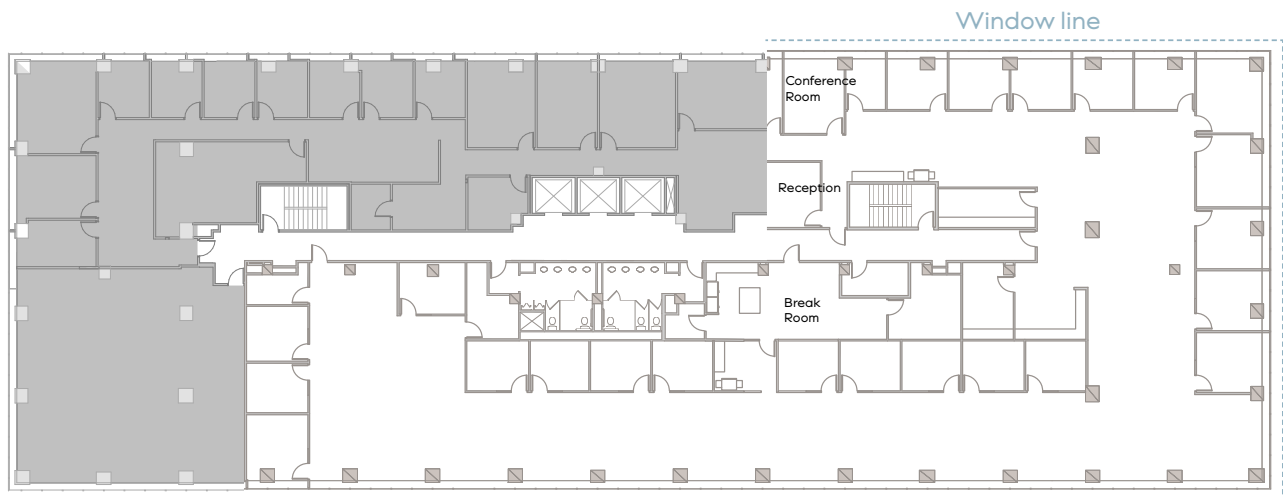 Window line
Conference
Room
Reception
Break
Room